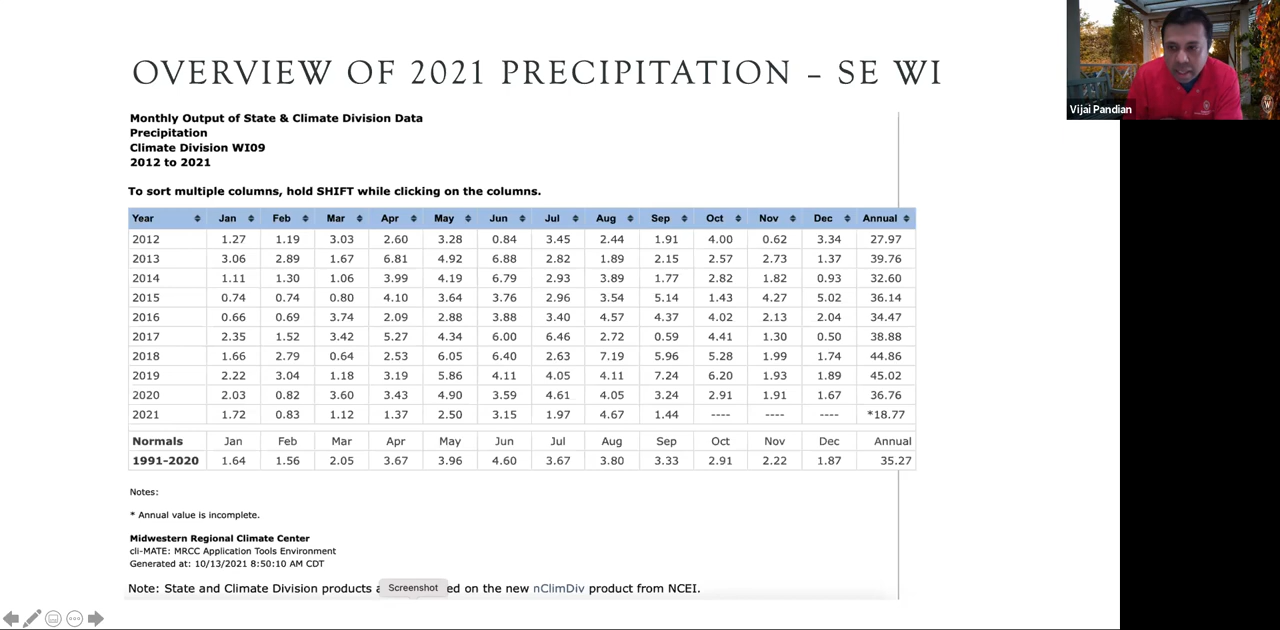 OVERVIEW OF 2021 PRECIPITATION – SE WI
Vijai Pandian
Monthly Output of State & Climate Division Data
Precipitation
Climate Division WI09
2012 to 2021
To sort multiple columns, hold SHIFT while clicking on the columns.
Year Jan Feb Mar Apr May Jun Jul Aug Sep Oct Nov Dec Annual
2012 1.27 1.19 3.03 2.60 3.28 0.84 3.45 2.44 1.91 4.00 0.62 3.34 27.97
2013 3.06 2.89 1.67 6.81 4.92 6.88 2.82 1.89 2.15 2.57 2.73 1.37 39.76
2014 1.11 1.30 1.06 3.99 4.19 6.79 2.93 3.89 1.77 2.82 1.82 0.93 32.60
2015 0.74 0.74 0.80 4.10 3.64 3.76 2.96 3.54 5.14 1.43 4.27 5.02 36.14
2016 0.66 0.69 3.74 2.09 2.88 3.88 3.40 4.57 4.37 4.02 2.13 2.04 34.47
2017 2.35 1.52 3.42 5.27 4.34 6.00 6.46 2.72 0.59 4.41 1.30 0.50 38.88
2018 1.66 2.79 0.64 2.53 6.05 6.40 2.63 7.19 5.96 5.28 1.99 1.74 44.86
2019 2.22 3.04 1.18 3.19 5.86 4.11 4.05 4.11 7.24 6.20 1.93 1.89 45.02
2020 2.03 0.82 3.60 3.43 4.90 3.59 4.61 4.05 3.24 2.91 1.91 1.67 36.76
2021 1.72 0.83 1.12 1.37 2.50 3.15 1.97 4.67 1.44 ---- ---- ---- *18.77
Normals Jan Feb Mar Apr May Jun Jul Aug Sep Oct Nov Dec Annual
1991-2020 1.64 1.56 2.05 3.67 3.96 4.60 3.67 3.80 3.33 2.91 2.22 1.87 35.27
Notes:
* Annual value is incomplete.
Midwestern Regional Climate Center
cli-MATE: MRCC Application Tools Environment
Generated at: 10/13/2021 8:50:10 AM CDT
Note: State and Climate Division products Screenshot ed on the new nClimDiv product from NCEI.